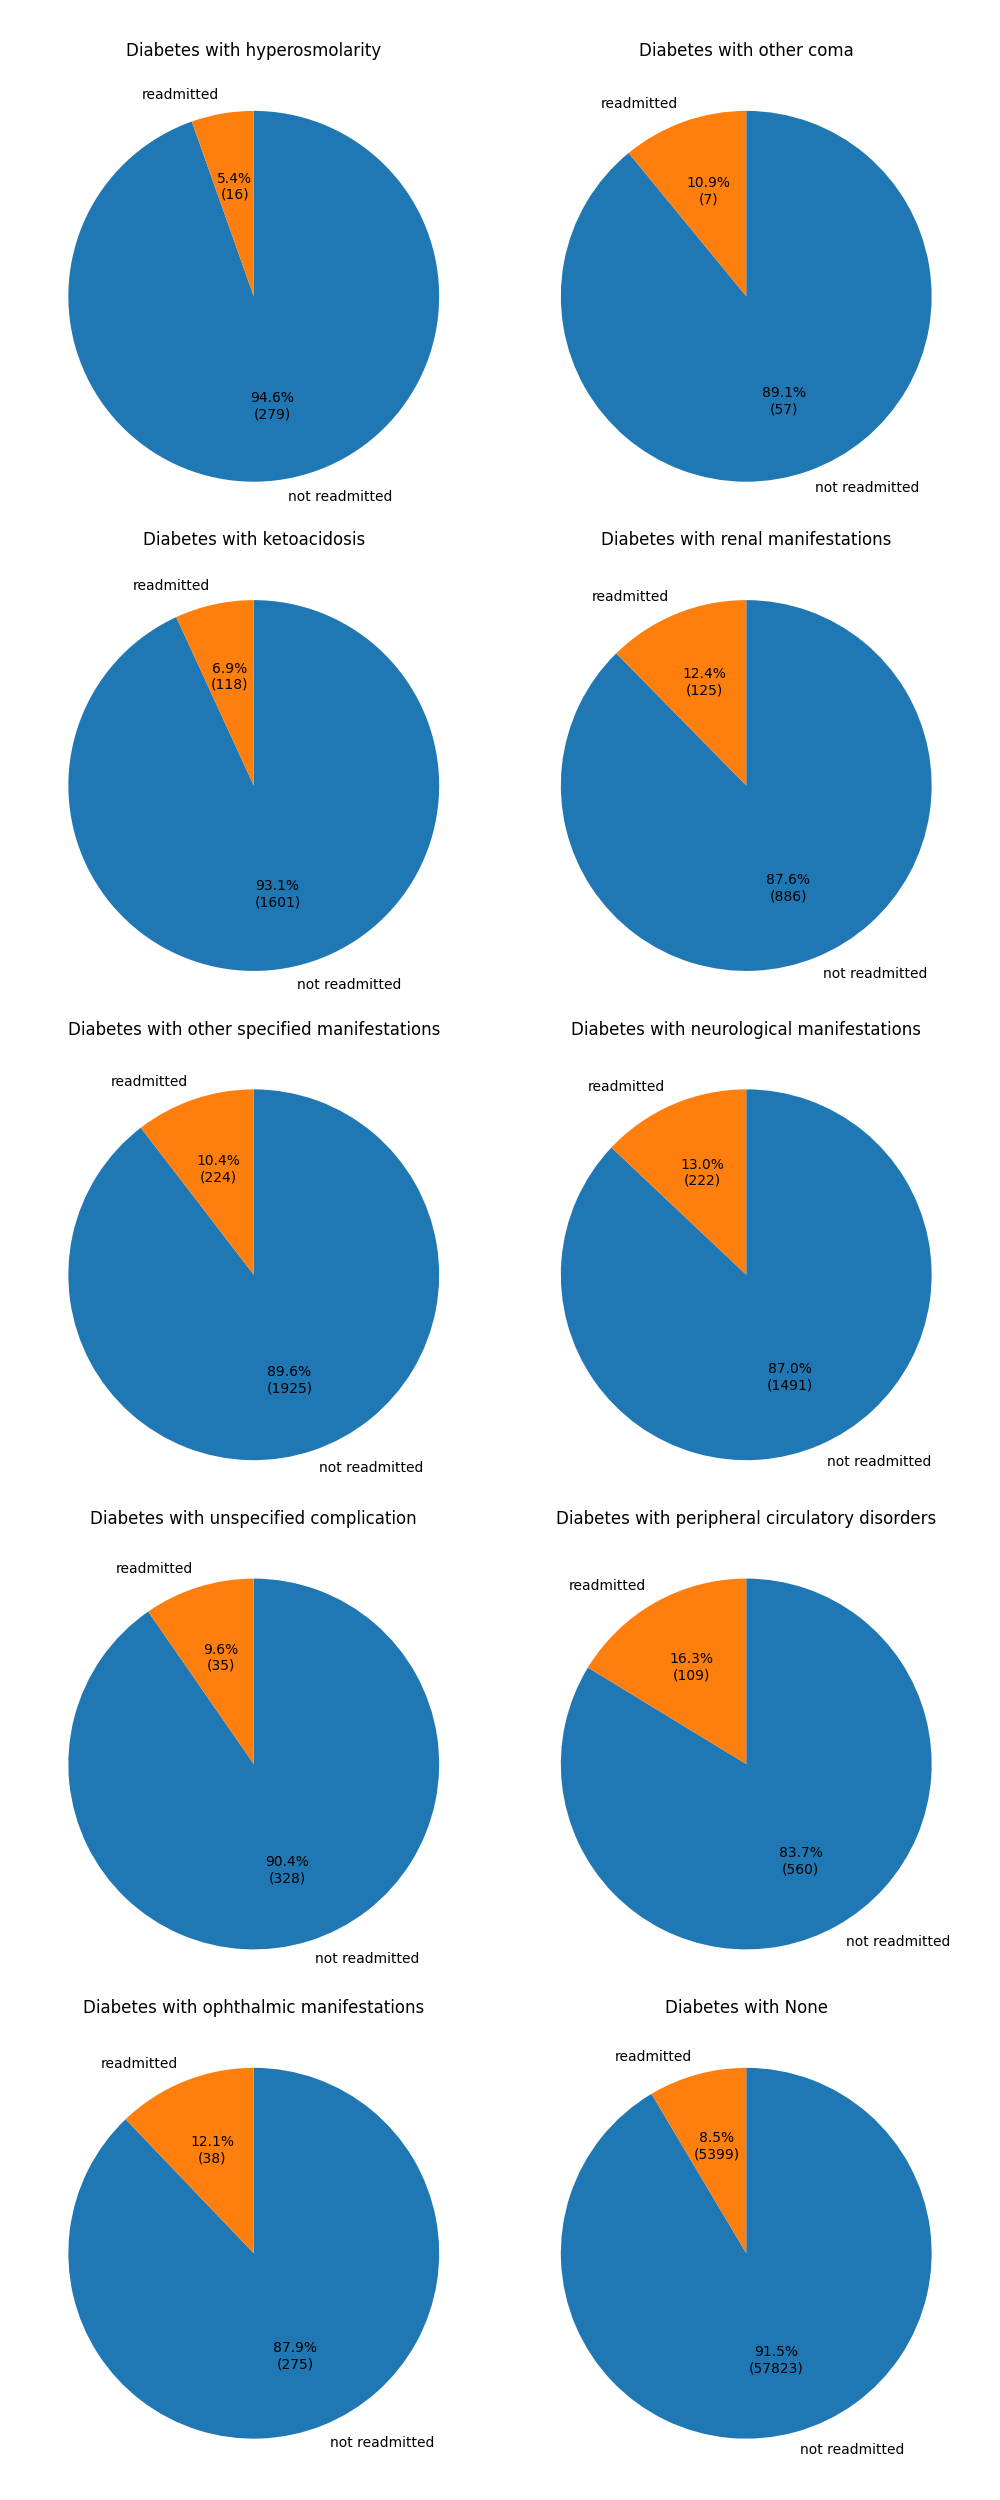 Diabetes with hyperosmolarity
readmitted
5.4%
(16)
94.6%
(279)
not readmitted
Diabetes with other coma
readmitted
10.9%
(7)
89.1%
(57)
not readmitted
Diabetes with ketoacidosis
readmitted
6.9%
(118)
93.1%
(1601)
not readmitted
Diabetes with renal manifestations
readmitted
12.4%
(125)
87.6%
(886)
not readmitted
Diabetes with other specified manifestations
readmitted
10.4%
(224)
89.6%
(1925)
not readmitted
Diabetes with neurological manifestations
readmitted
13.0%
(222)
87.0%
(1491)
not readmitted
Diabetes with unspecified complication
readmitted
9.6%
(35)
90.4%
(328)
not readmitted
Diabetes with peripheral circulatory disorders
readmitted
16.3%
(109)
83.7%
(560)
not readmitted
Diabetes with ophthalmic manifestations
readmitted
12.1%
(38)
87.9%
(275)
not readmitted
Diabetes with None
readmitted
8.5%
(5399)
91.5%
(57823)
not readmitted